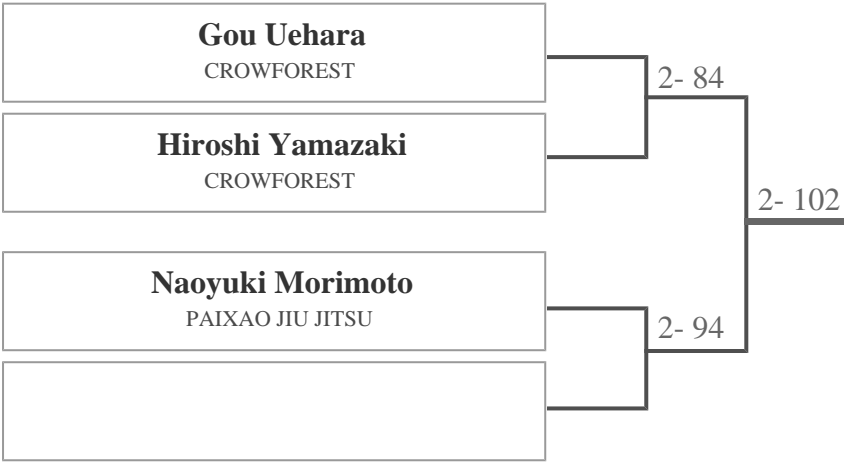 Gou Uehara
CROWFOREST
2- 84
Hiroshi Yamazaki
CROWFOREST
2- 102
Naoyuki Morimoto
PAIXAO JIU JITSU
2- 94